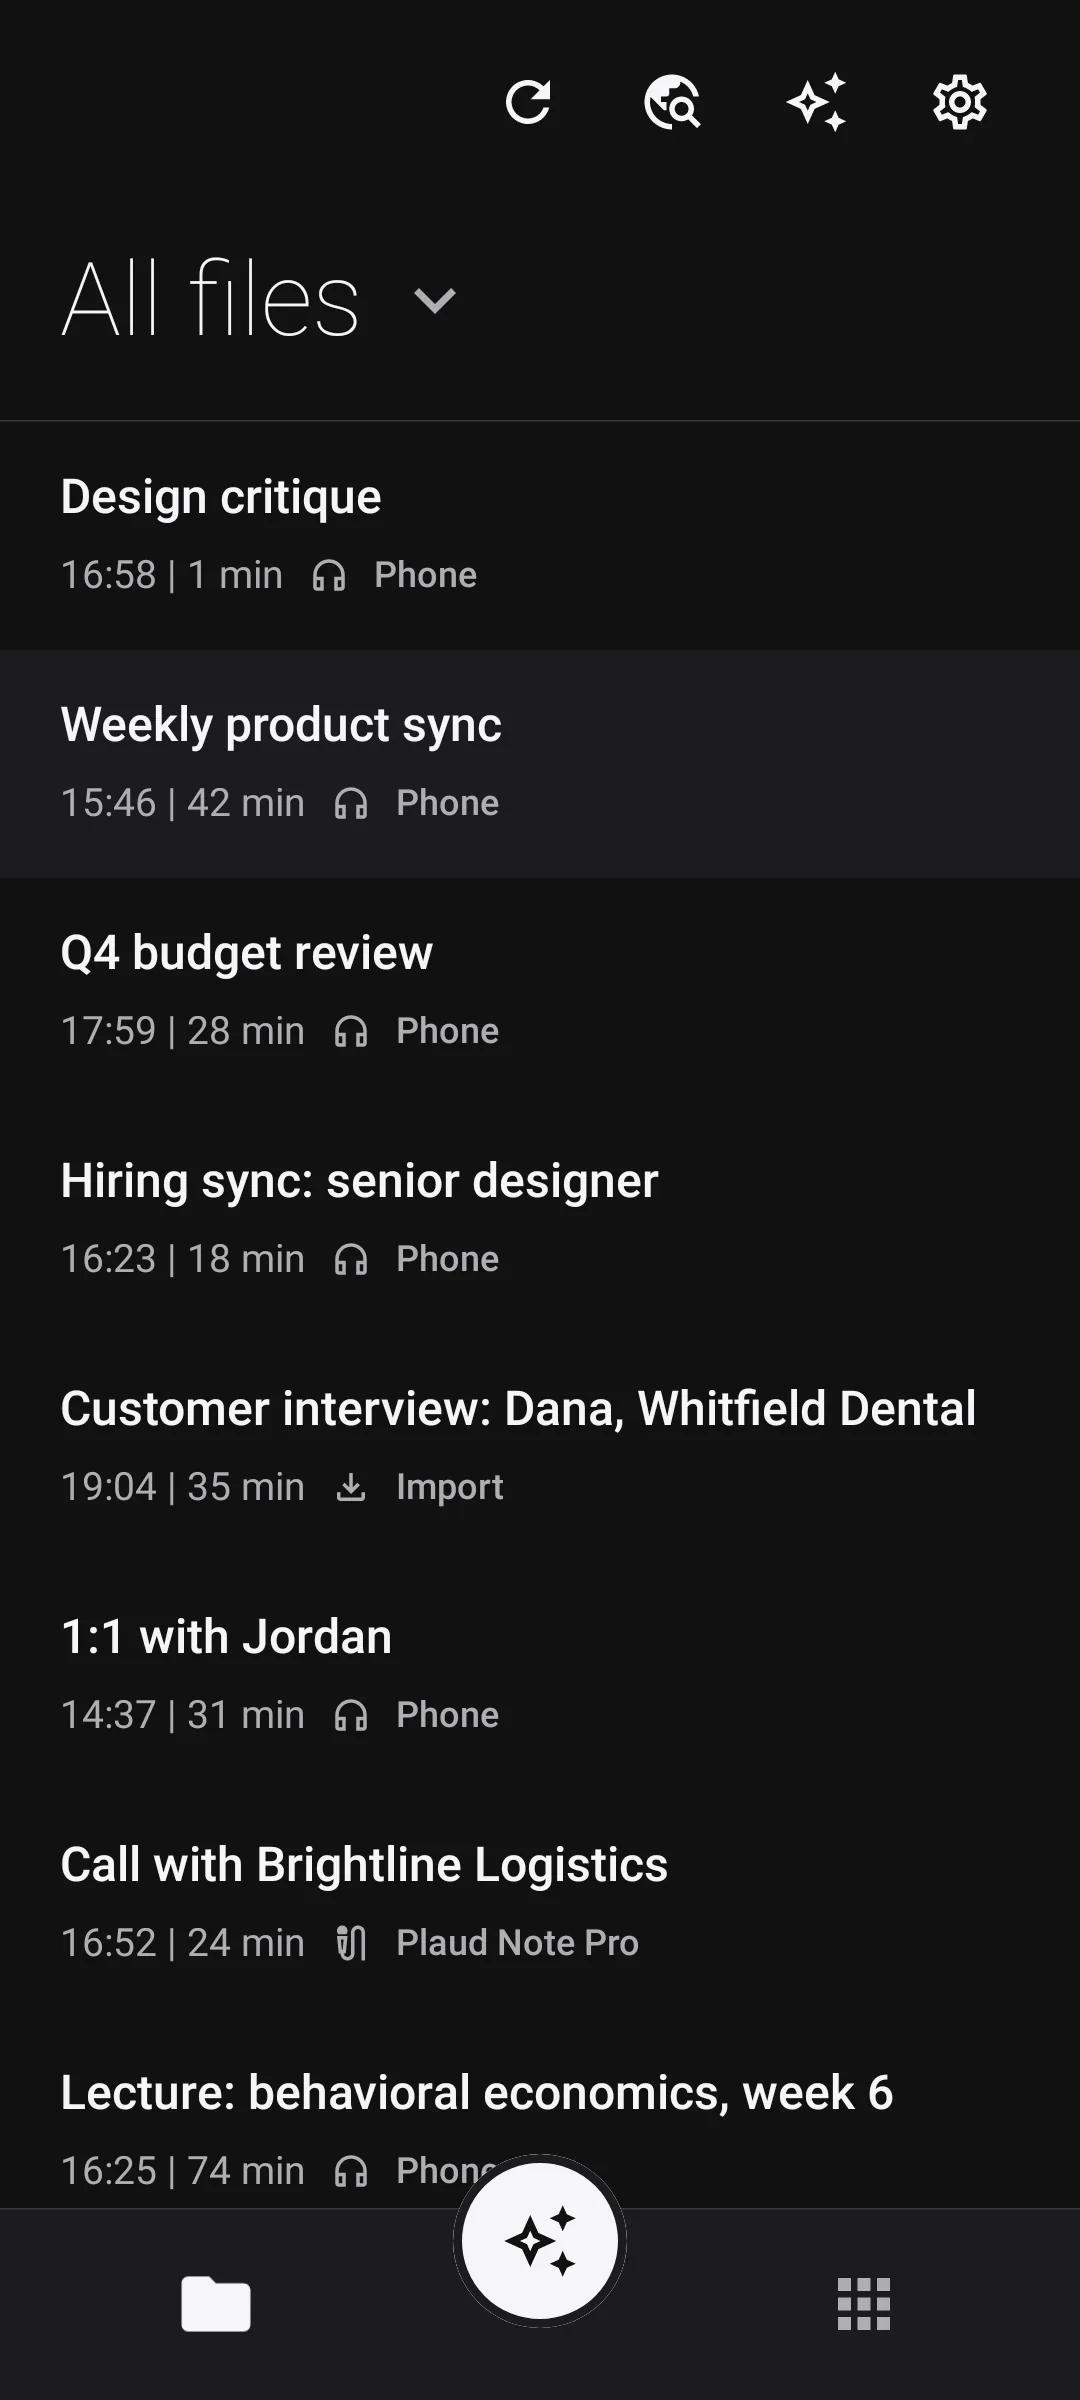 All files
Design critique
16:58 | 1 min Phone
Weekly product sync
15:46 | 42 min Phone
Q4 budget review
17:59 | 28 min Phone
Hiring sync: senior designer
16:23 | 18 min Phone
Customer interview: Dana, Whitfield Dental
19:04 | 35 min Import
1:1 with Jordan
14:37 | 31 min Phone
Call with Brightline Logistics
16:52 | 24 min Plaud Note Pro
Lecture: behavioral economics, week 6
16:25 | 74 min Phone